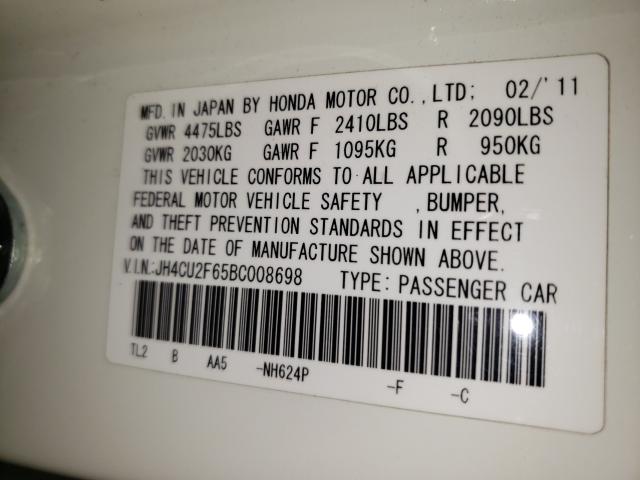 MFD. IN JAPAN BY HONDA MOTOR CO.,LTD; 02/'11
GVWR 4475LBS GAWR F 2410LBS R 2090LBS
GVWR 2030KG GAWR F 1095KG R 950KG
THIS VEHICLE CONFORMS TO ALL APPLICABLE
FEDERAL MOTOR VEHICLE SAFETY ,BUMPER,
AND THEFT PREVENTION STANDARDS IN EFFECT
ON THE DATE OF MANUFACTURE SHOWN ABOVE.
V.I.N.:JH4CU2F65BC008698 TYPE: PASSENGER CAR
TL2 B AA5 -NH624P -F -C